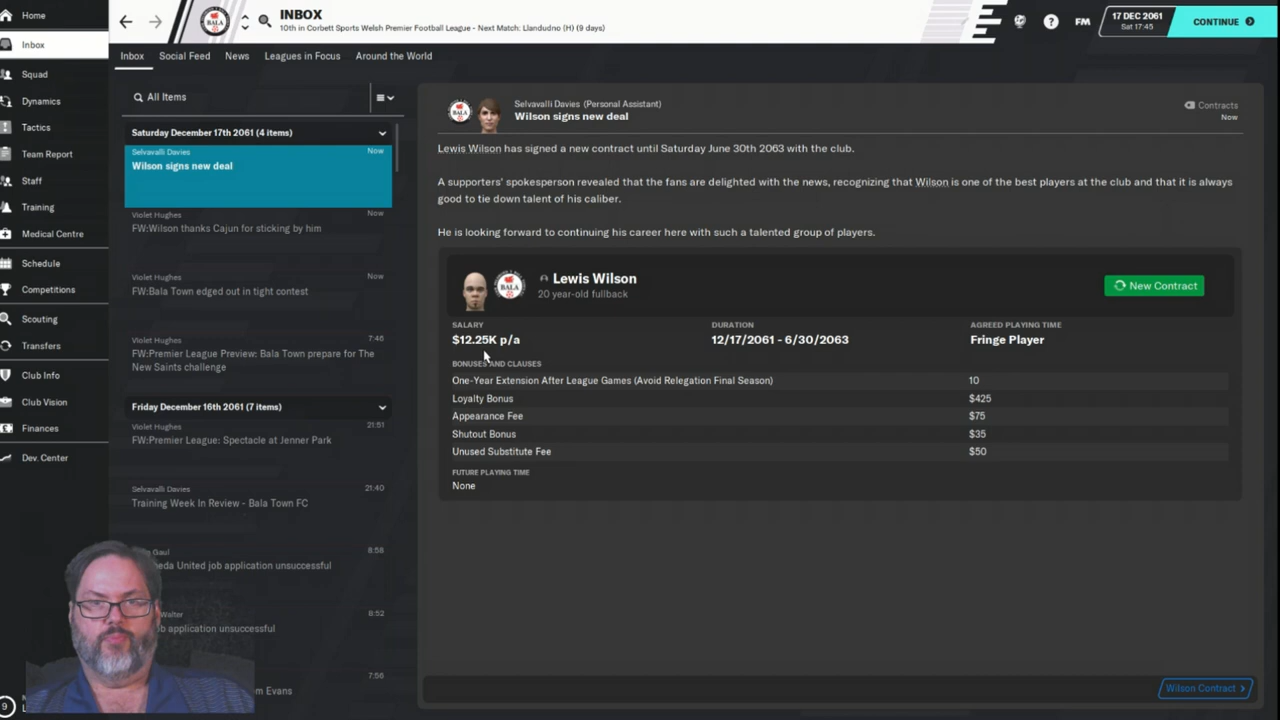 Home
INBOX
10th in Corbett Sports Welsh Premier Football League - Next Match: Llandudno (H) (9 days)
FM
17 DEC 2061
Sat 17:45
CONTINUE
Inbox
Squad
Dynamics
Tactics
Team Report
Staff
Training
Medical Centre
Schedule
Competitions
Scouting
Transfers
Club Info
Club Vision
Finances
Dev. Center
9
Inbox
Social Feed
News
Leagues in Focus
Around the World
All Items
Saturday December 17th 2061 (4 items)
Selvavalli Davies
Now
Wilson signs new deal
Violet Hughes
Now
FW:Wilson thanks Cajun for sticking by him
Violet Hughes
Now
FW:Bala Town edged out in tight contest
Violet Hughes
7:46
FW:Premier League Preview: Bala Town prepare for The
New Saints challenge
Friday December 16th 2061 (7 items)
Violet Hughes
21:51
FW:Premier League: Spectacle at Jenner Park
Selvavalli Davies
21:40
Training Week In Review - Bala Town FC
Gaul
8:58
United job application unsuccessful
Walter
8:52
application unsuccessful
7:56
Evans
BALA
Selvavalli Davies (Personal Assistant)
Wilson signs new deal
Contracts
Now
Lewis Wilson has signed a new contract until Saturday June 30th 2063 with the club.
A supporters' spokesperson revealed that the fans are delighted with the news, recognizing that Wilson is one of the best players at the club and that it is always
good to tie down talent of his caliber.
He is looking forward to continuing his career here with such a talented group of players.
BALA
Lewis Wilson
20 year-old fullback
New Contract
SALARY
DURATION
AGREED PLAYING TIME
$12.25K p/a
12/17/2061 - 6/30/2063
Fringe Player
BONUSES AND CLAUSES
One-Year Extension After League Games (Avoid Relegation Final Season)
10
Loyalty Bonus
$425
Appearance Fee
$75
Shutout Bonus
$35
Unused Substitute Fee
$50
FUTURE PLAYING TIME
None
Wilson Contract